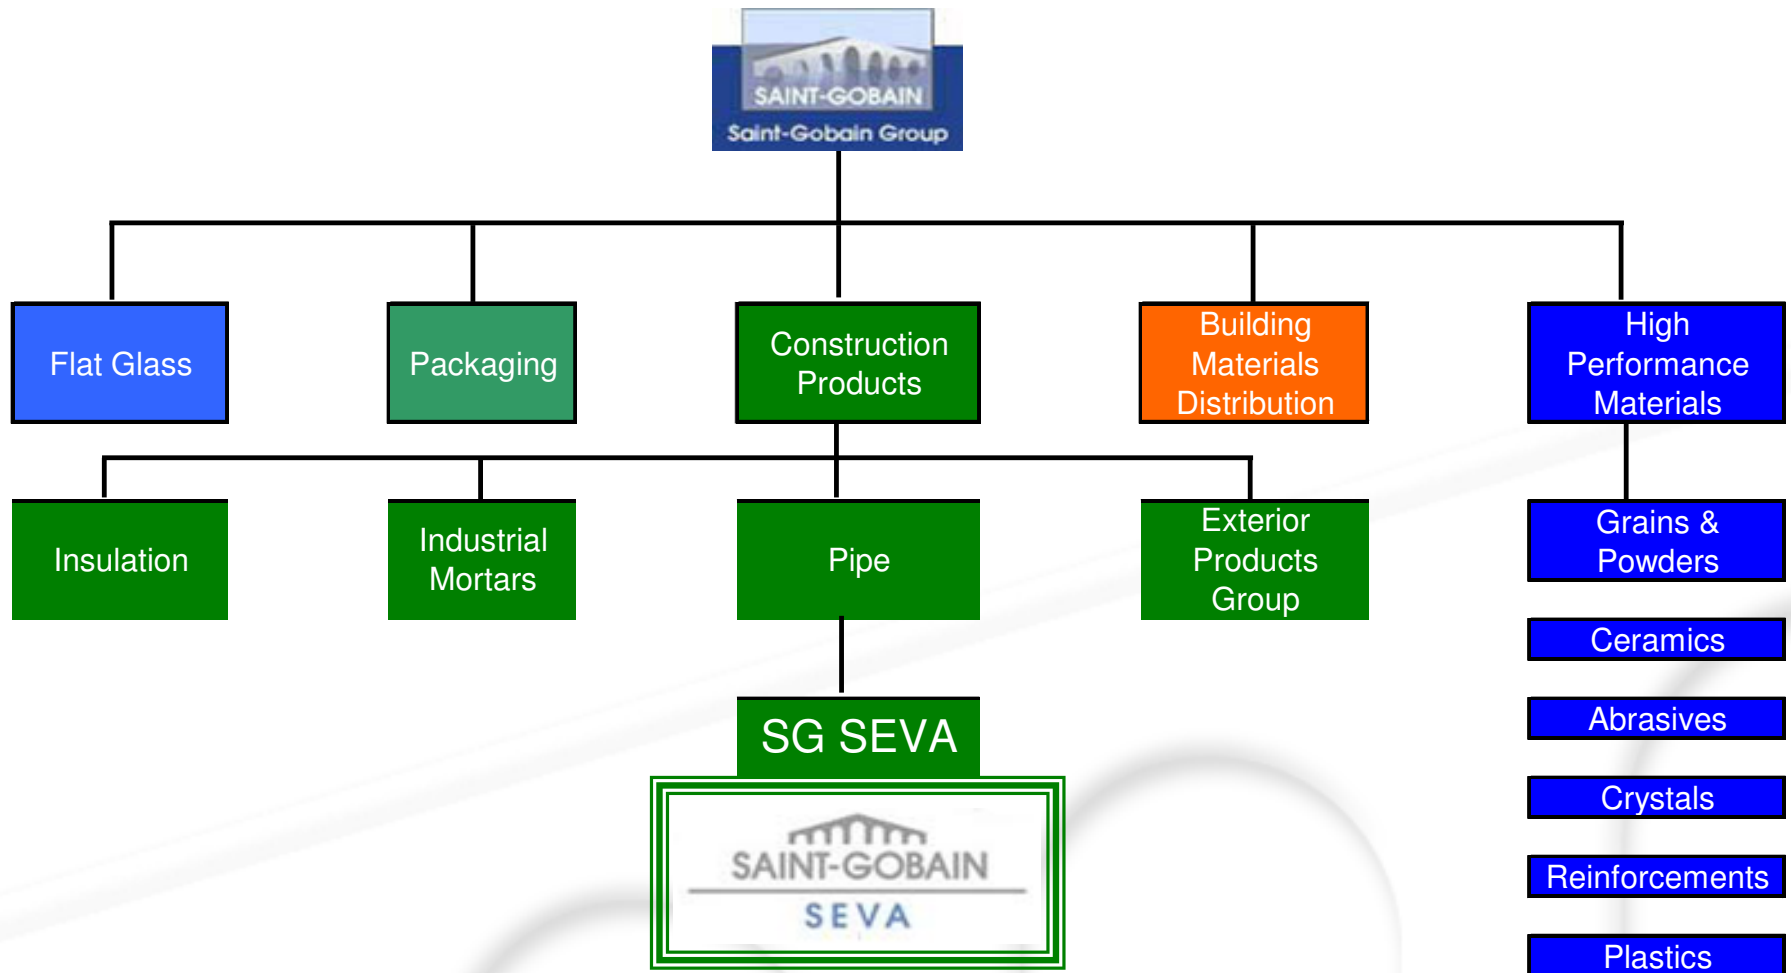 SAINT-GOBAIN
Saint-Gobain Group
Flat Glass
Packaging
Construction
Products
Building
Materials
Distribution
High
Performance
Materials
Insulation
Industrial
Mortars
Pipe
Exterior
Products
Group
Grains &
Powders
Ceramics
Abrasives
Crystals
Reinforcements
Plastics
SG SEVA
SAINT-GOBAIN
SEVA